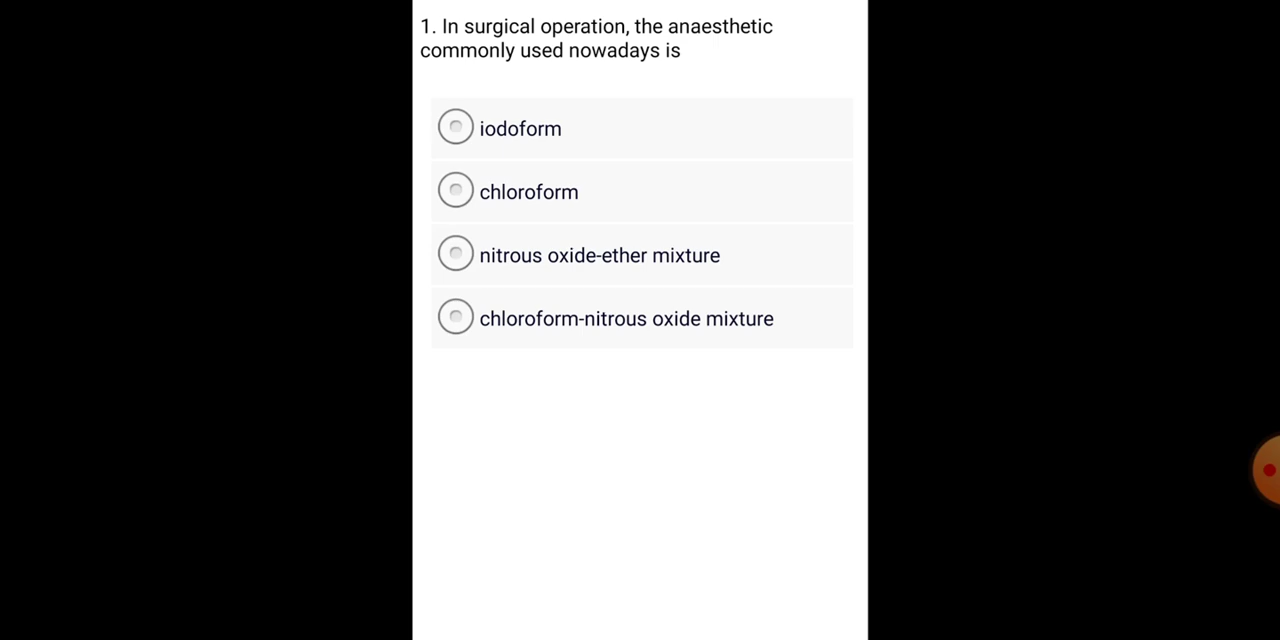 1. In surgical operation, the anaesthetic
commonly used nowadays is
iodoform
chloroform
nitrous oxide-ether mixture
chloroform-nitrous oxide mixture